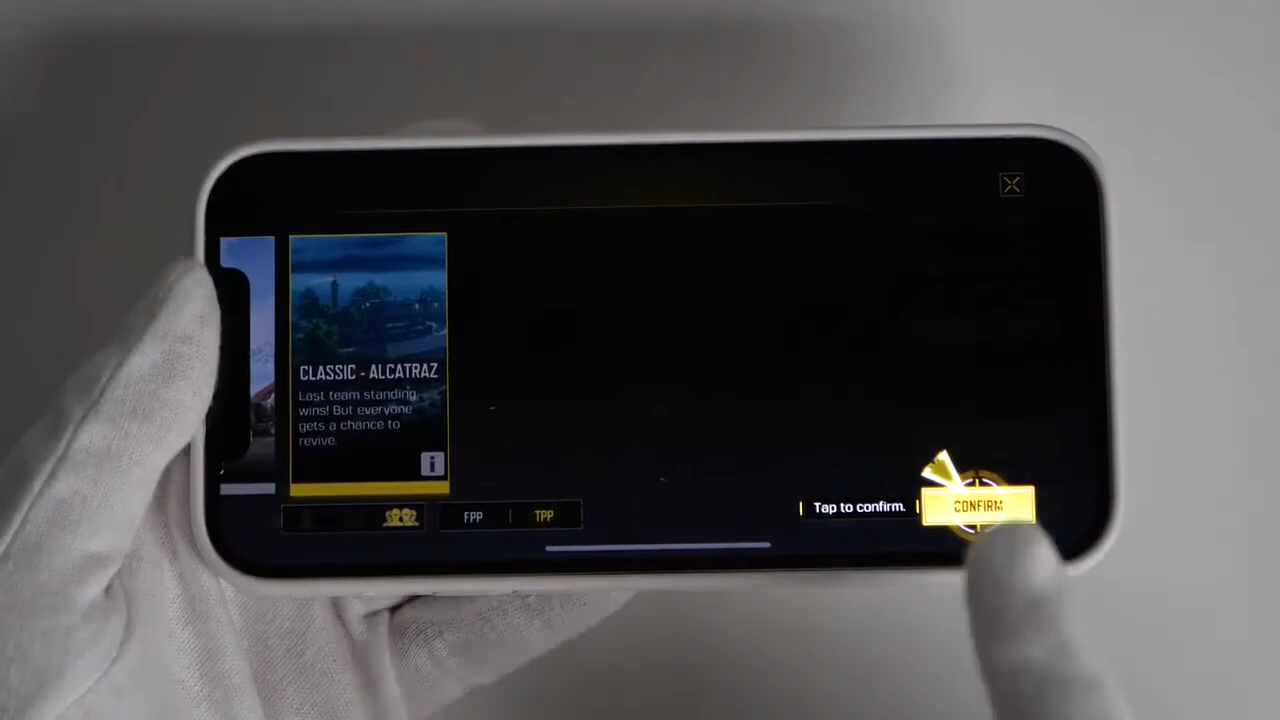 CLASSIC - ALCATRAZ
Last team standing
wins! But everyone
gets a chance to
revive.
i
FPP
TPP
Tap to confirm.
CONFIRM